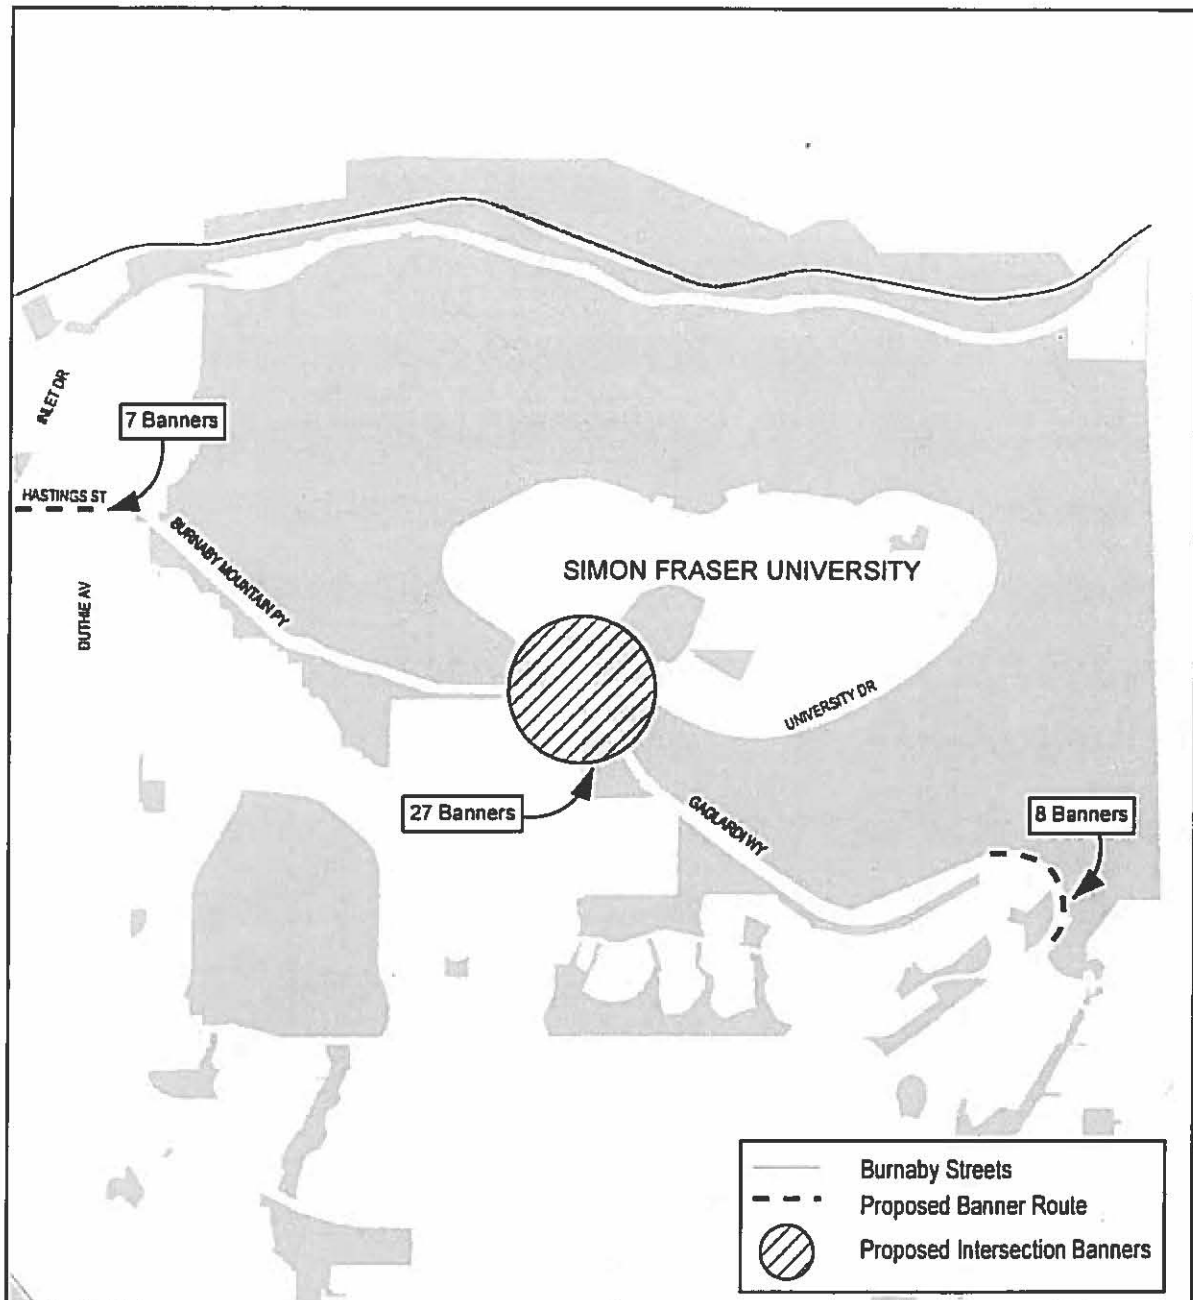 INLET DR
7 Banners
HASTINGS ST
BURNABY MOUNTAIN PY
DUTHIE AV
SIMON FRASER UNIVERSITY
UNIVERSITY DR
27 Banners
GAGLARDI WY
8 Banners
Burnaby Streets
Proposed Banner Route
Proposed Intersection Banners